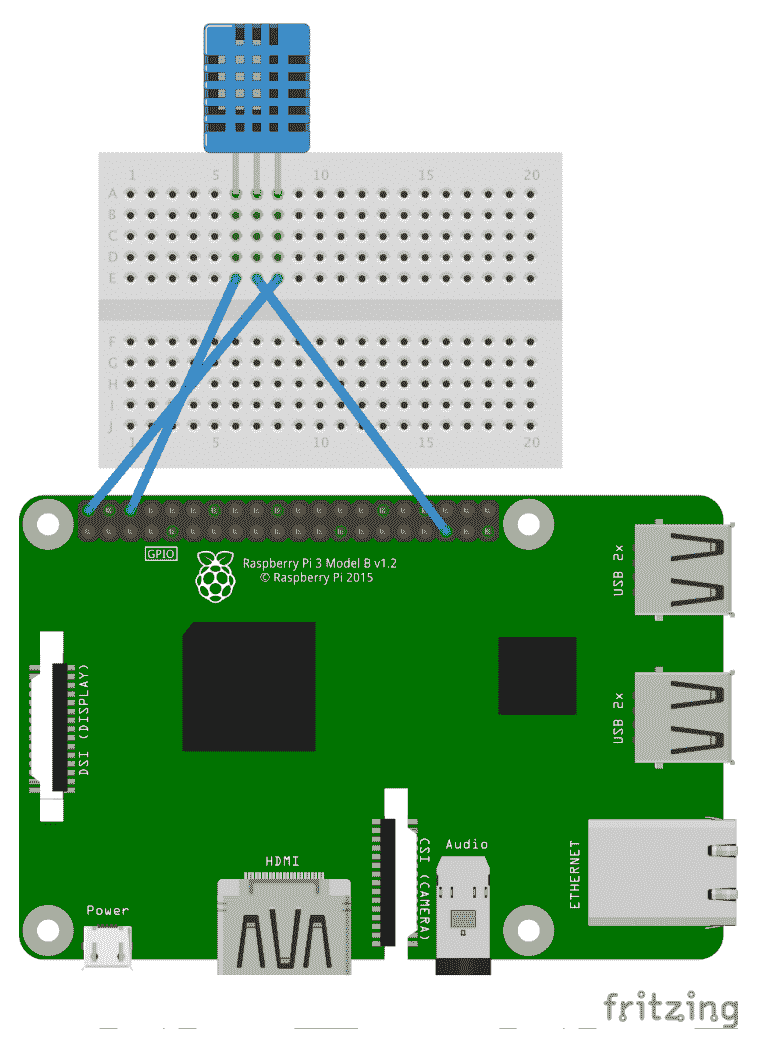 1 5 10 15 20
A
B
C
D
E
F
G
H
I
J
1 5 10 15 20
GPIO
Raspberry Pi 3 Model B v1.2
© Raspberry Pi 2015
USB 2x
DSI (DISPLAY)
USB 2x
Audio
CSI (CAMERA)
HDMI
ETHERNET
Power
fritzing